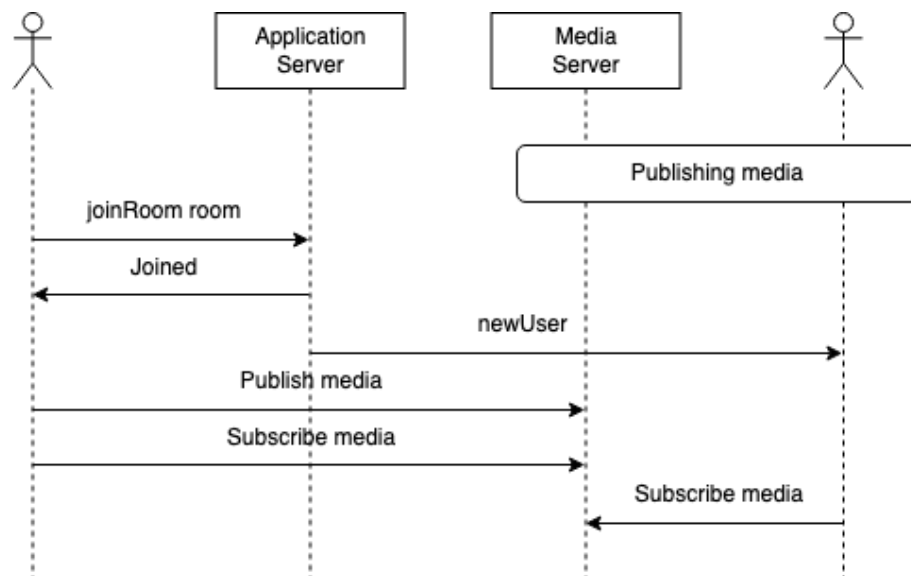 Application
Server
Media
Server
Publishing media
joinRoom room
Joined
newUser
Publish media
Subscribe media
Subscribe media